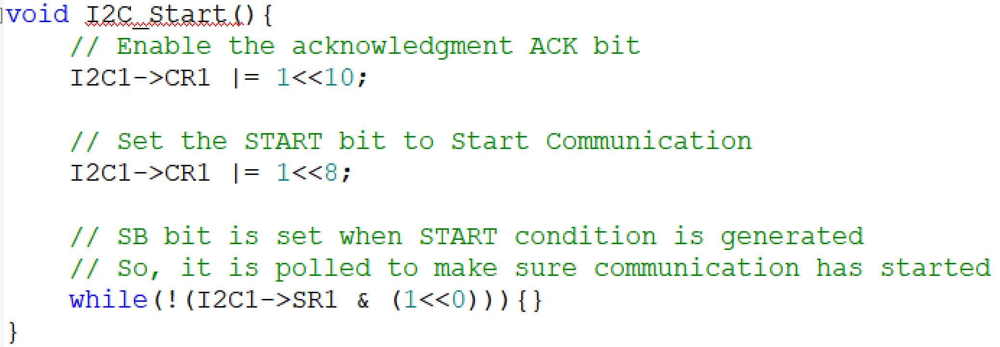 void I2C_Start(){
// Enable the acknowledgment ACK bit
I2C1->CR1 |= 1<<10;
// Set the START bit to Start Communication
I2C1->CR1 |= 1<<8;
// SB bit is set when START condition is generated
// So, it is polled to make sure communication has started
while(!(I2C1->SR1 & (1<<0))){}
}